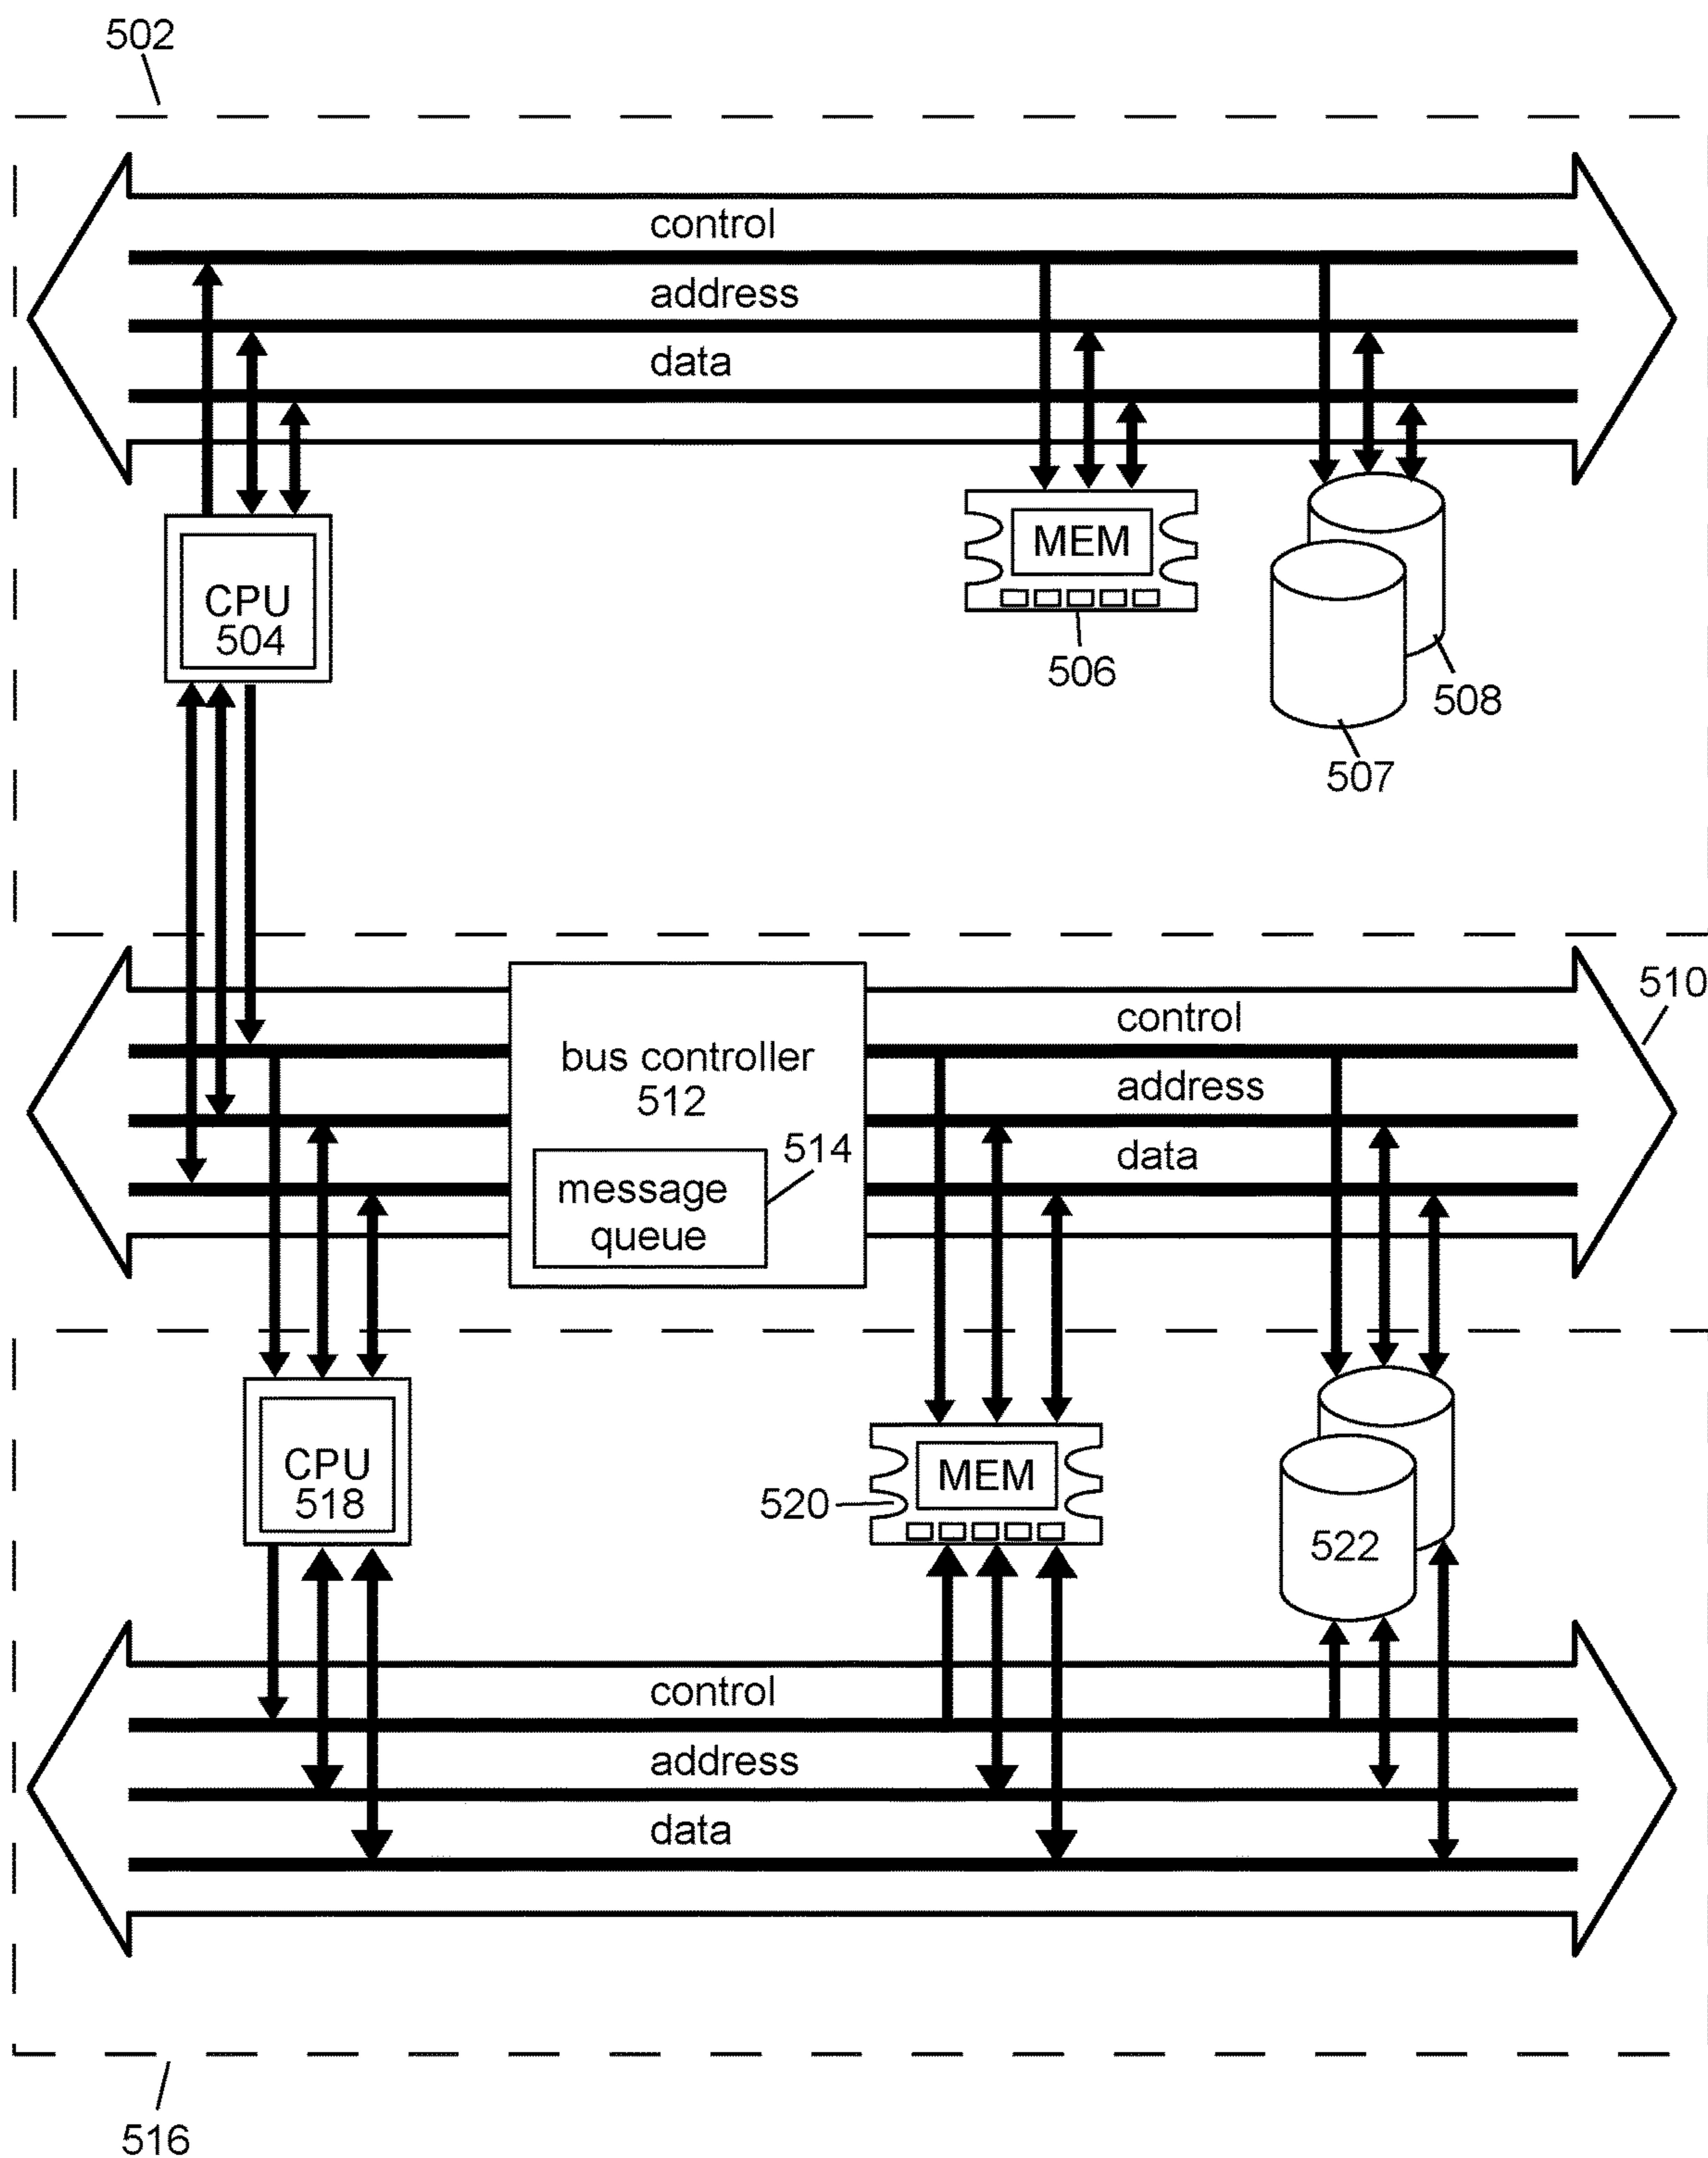 502
control
address
data
CPU
504
MEM
506
508
507
510
control
bus controller
512
address
514
data
message
queue
CPU
518
MEM
520
522
control
address
data
516